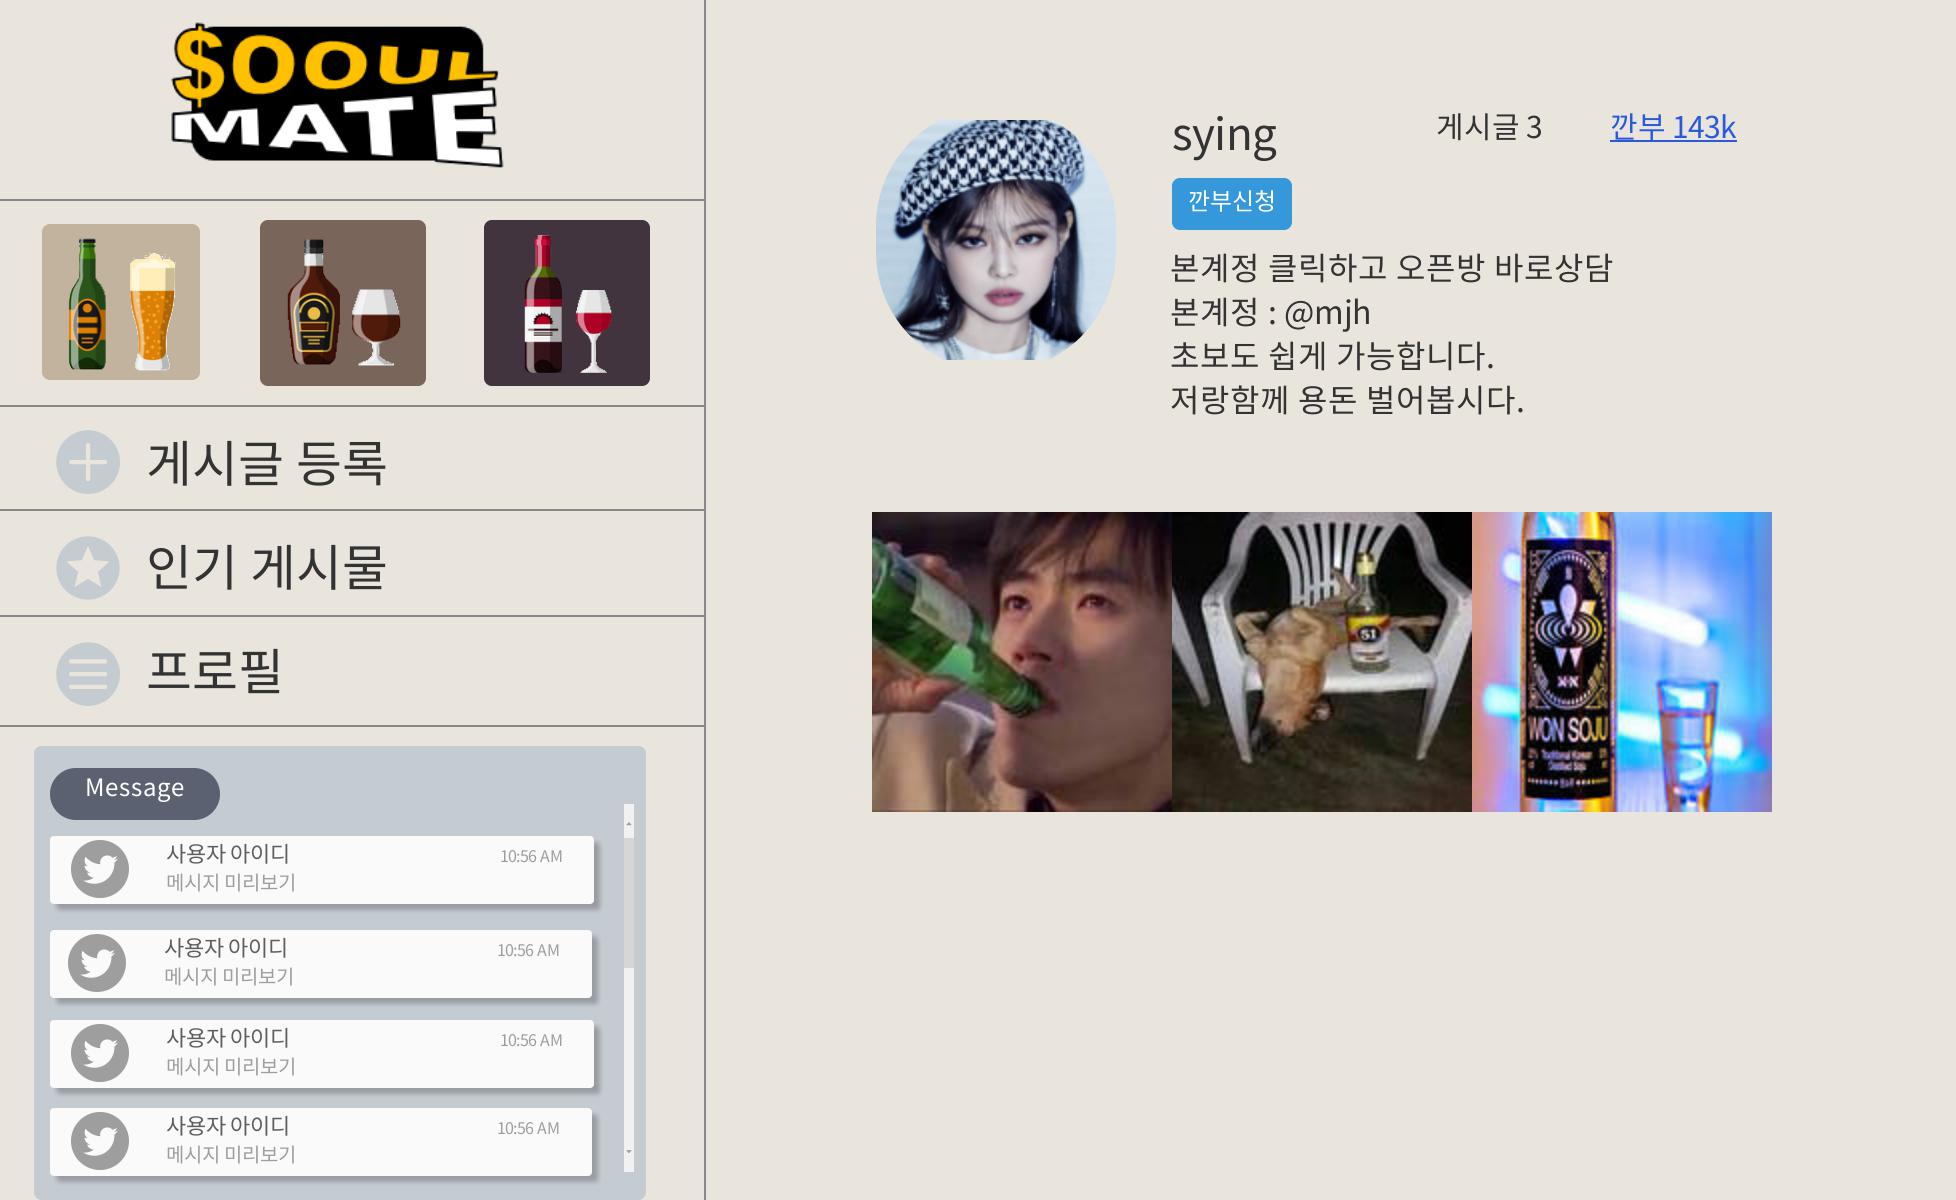 $OOUL
MATE
게시글 등록
인기 게시물
프로필
Message
사용자 아이디
10:56 AM
메시지 미리보기
사용자 아이디
10:56 AM
메시지 미리보기
사용자 아이디
10:56 AM
메시지 미리보기
사용자 아이디
10:56 AM
메시지 미리보기
sying
게시글 3
깐부 143k
깐부신청
본계정 클릭하고 오픈방 바로상담
본계정 : @mjh
초보도 쉽게 가능합니다.
저랑함께 용돈 벌어봅시다.
51
WON SOJU
Traditional Korean
Distilled Soju